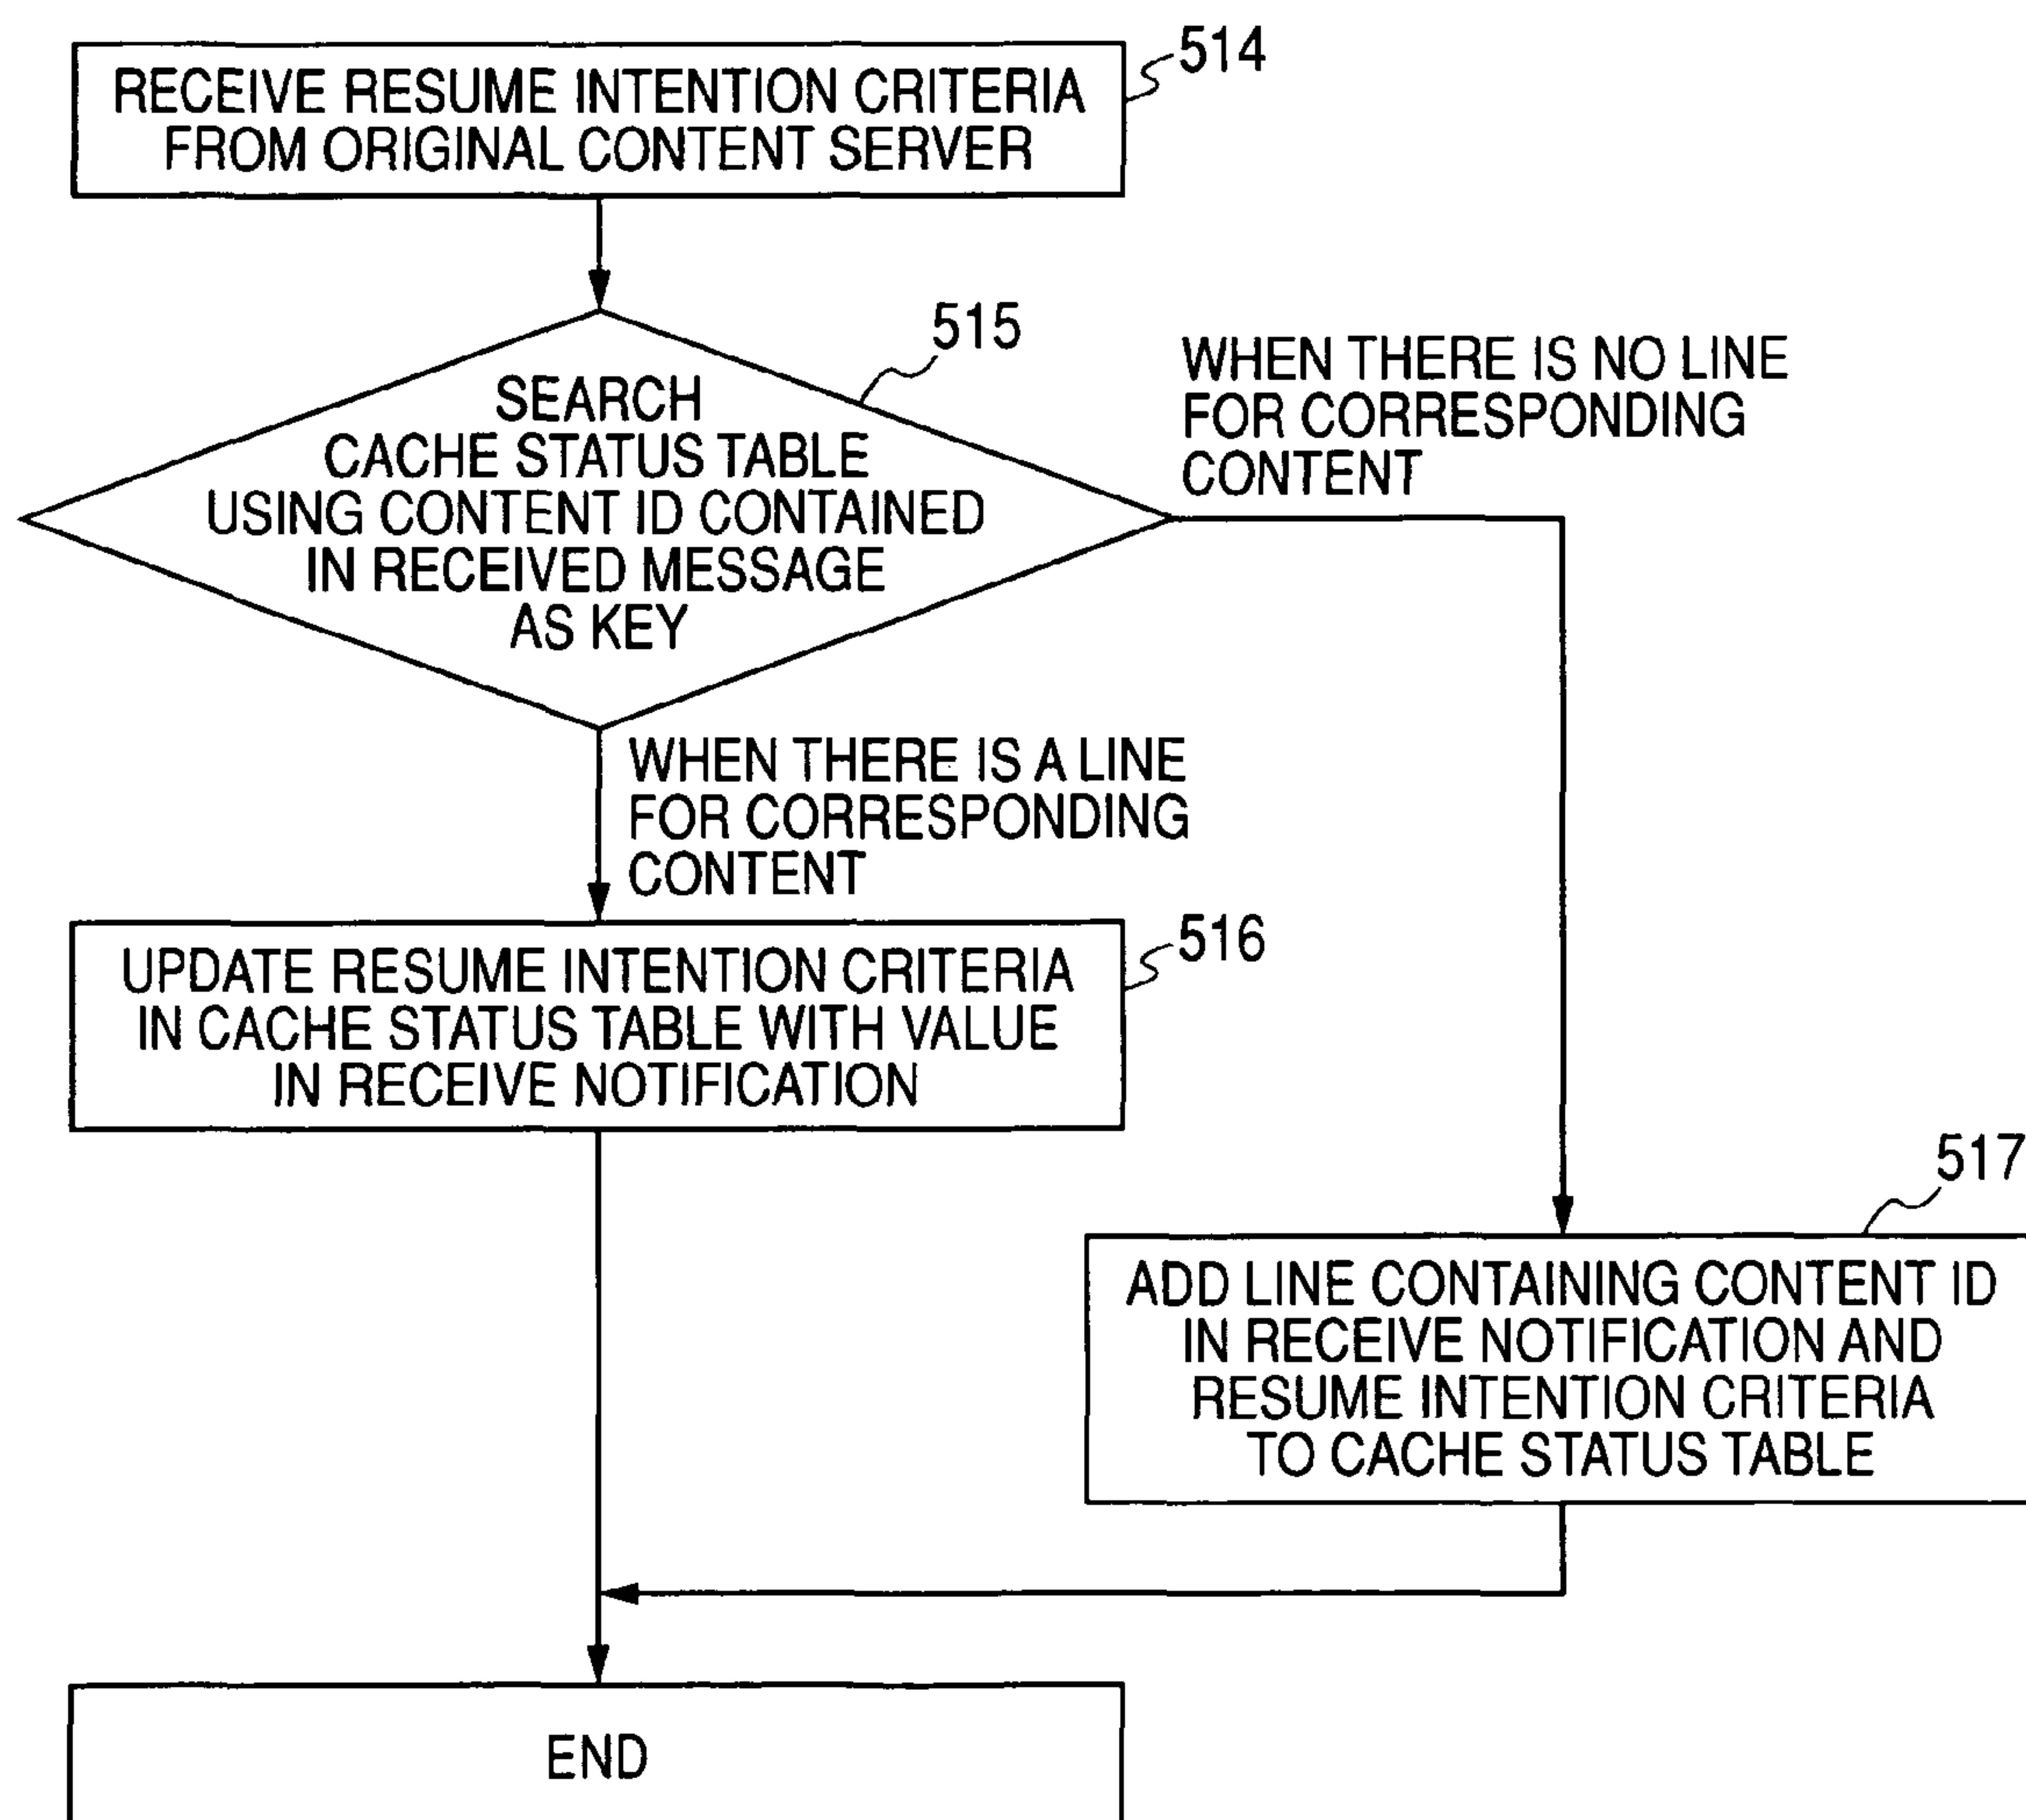 514
RECEIVE RESUME INTENTION CRITERIA
FROM ORIGINAL CONTENT SERVER
515
SEARCH
CACHE STATUS TABLE
USING CONTENT ID CONTAINED
IN RECEIVED MESSAGE
AS KEY
WHEN THERE IS NO LINE
FOR CORRESPONDING
CONTENT
WHEN THERE IS A LINE
FOR CORRESPONDING
CONTENT
516
UPDATE RESUME INTENTION CRITERIA
IN CACHE STATUS TABLE WITH VALUE
IN RECEIVE NOTIFICATION
517
ADD LINE CONTAINING CONTENT ID
IN RECEIVE NOTIFICATION AND
RESUME INTENTION CRITERIA
TO CACHE STATUS TABLE
END